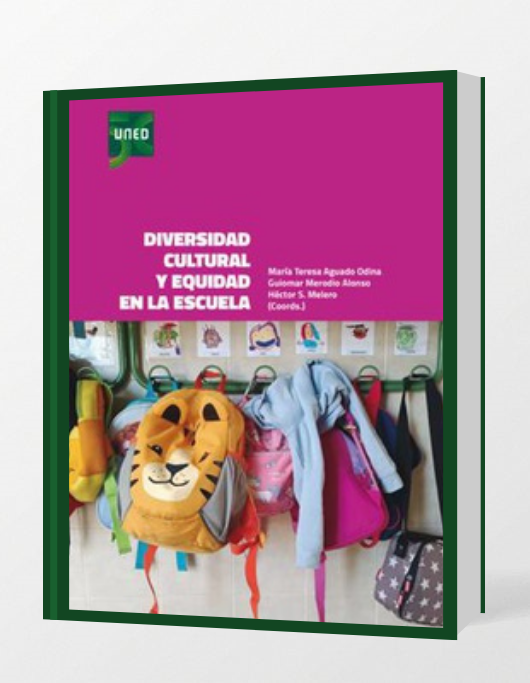 UNED
DIVERSIDAD
CULTURAL
Y EQUIDAD
EN LA ESCUELA
María Teresa Aguado Odina
Guiomar Merodio Alonso
Héctor S. Melero
(Coords.)